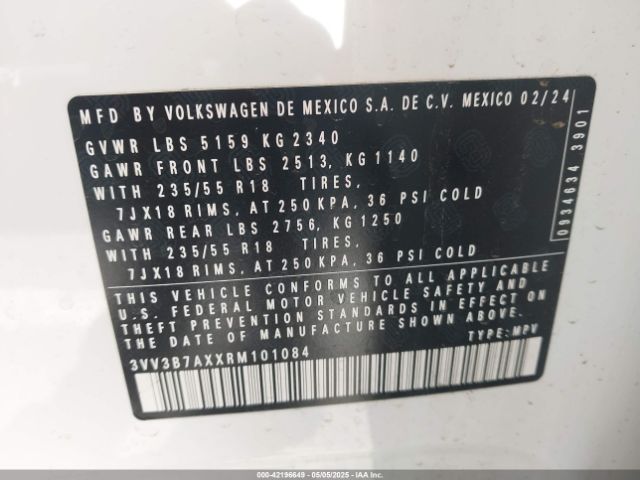 MFD BY VOLKSWAGEN DE MEXICO S.A. DE C.V. MEXICO 02/24
GVWR LBS 5159 KG 2340
GAWR FRONT LBS 2513, KG 1140
WITH 235/55 R18 TIRES,
7JX18 RIMS, AT 250 KPA, 36 PSI COLD
GAWR REAR LBS 2756, KG 1250
WITH 235/55 R18 TIRES,
7JX18 RIMS, AT 250 KPA, 36 PSI COLD
THIS VEHICLE CONFORMS TO ALL APPLICABLE
U.S. FEDERAL MOTOR VEHICLE SAFETY AND
THEFT PREVENTION STANDARDS IN EFFECT ON
THE DATE OF MANUFACTURE SHOWN ABOVE.
3VV3B7AXXRM101084
TYPE: MPV
0934634 3901
000-42196649 - 05/05/2025 - IAAI.COM